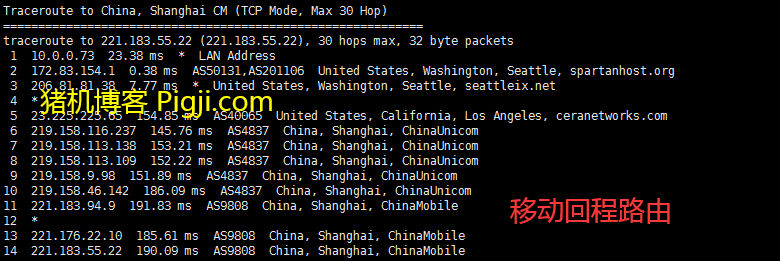 Traceroute to China, Shanghai CM (TCP Mode, Max 30 Hop)
============================================================
traceroute to 221.183.55.22 (221.183.55.22), 30 hops max, 32 byte packets
1 10.0.0.73 23.38 ms * LAN Address
2 172.83.154.1 0.38 ms AS50131,AS201106 United States, Washington, Seattle, spartanhost.org
3 206.81.81.38 7.77 ms * United States, Washington, Seattle, seattleix.net
4 *
猪机博客 Pigji.com
5 23.225.225.65 154.85 ms AS40065 United States, California, Los Angeles, ceranetworks.com
6 219.158.116.237 145.76 ms AS4837 China, Shanghai, ChinaUnicom
7 219.158.113.138 153.21 ms AS4837 China, Shanghai, ChinaUnicom
8 219.158.113.109 152.22 ms AS4837 China, Shanghai, ChinaUnicom
9 219.158.9.98 151.89 ms AS4837 China, Shanghai, ChinaUnicom
10 219.158.46.142 186.09 ms AS4837 China, Shanghai, ChinaUnicom
11 221.183.94.9 191.83 ms AS9808 China, Shanghai, ChinaMobile
移动回程路由
12 *
13 221.176.22.10 185.61 ms AS9808 China, Shanghai, ChinaMobile
14 221.183.55.22 190.09 ms AS9808 China, Shanghai, ChinaMobile